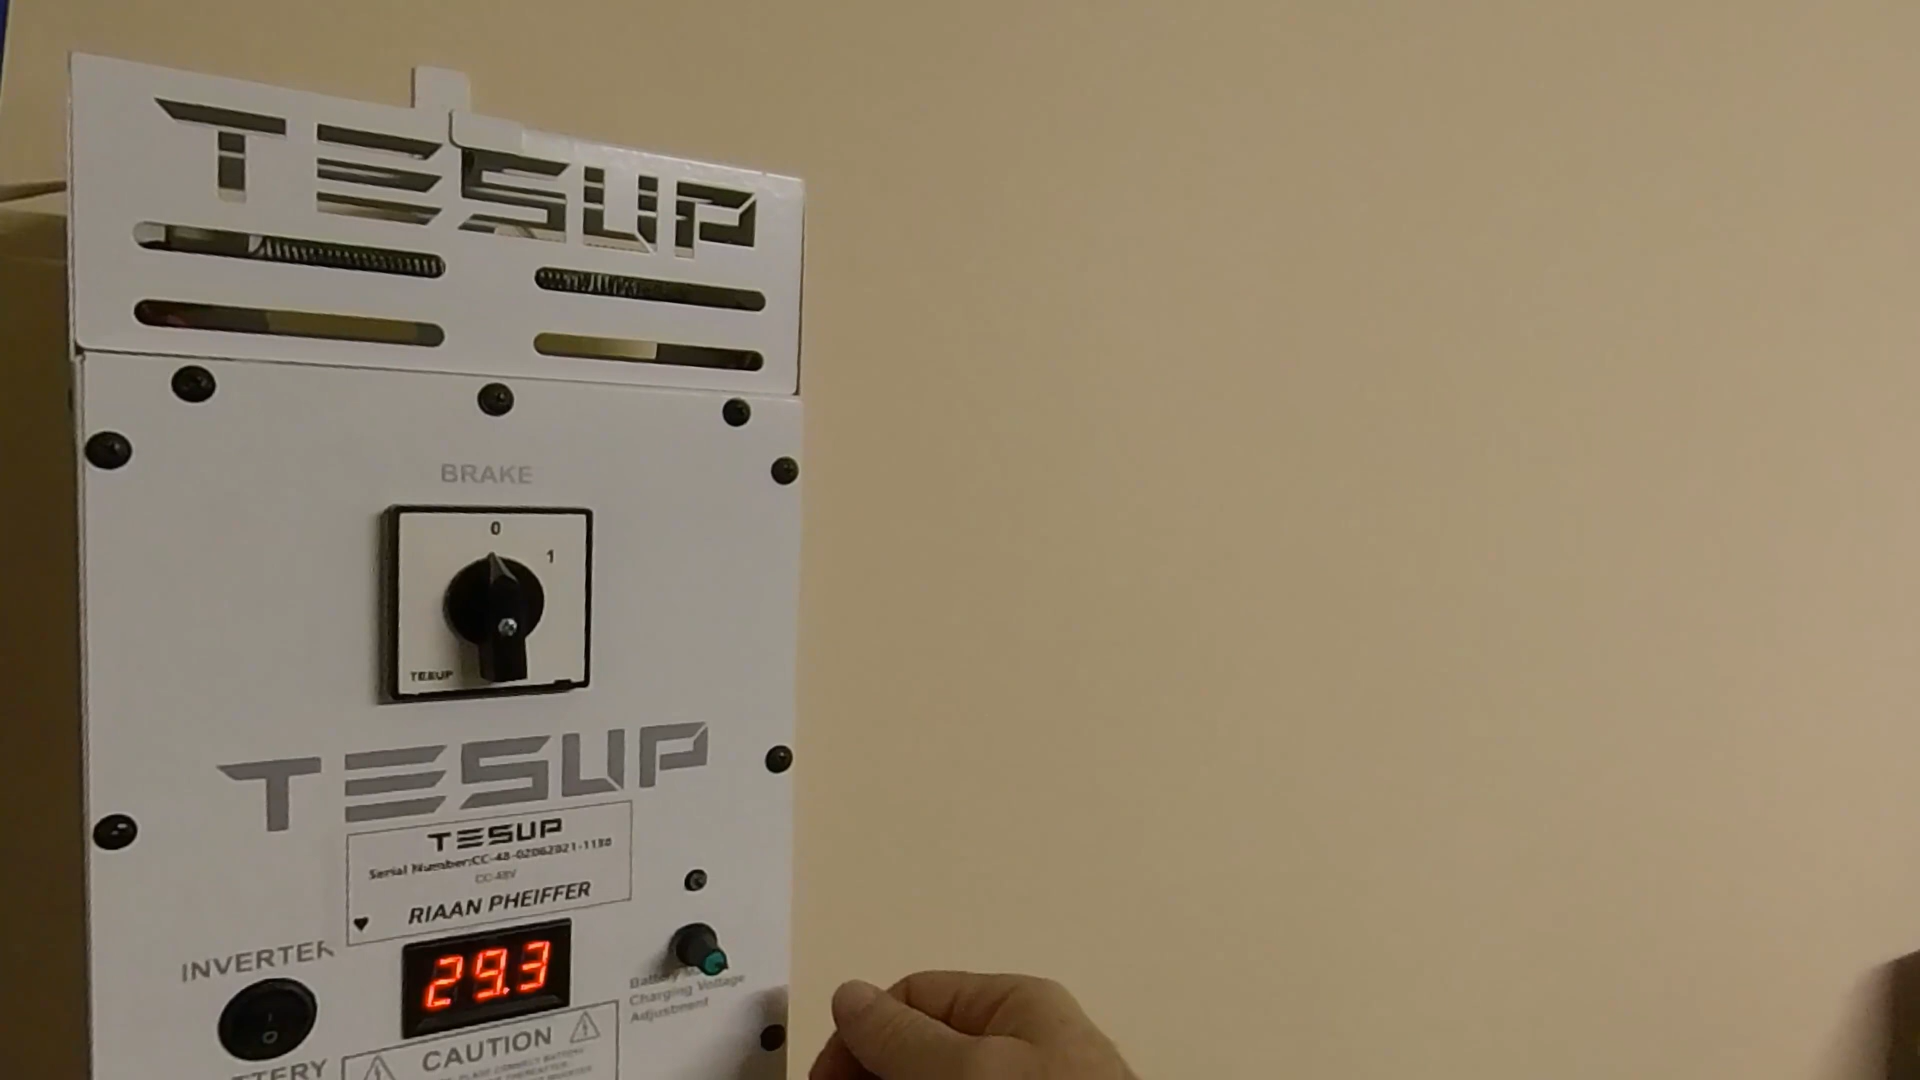 TESUP
BRAKE
0
1
TESUP
TESUP
TESUP
Serial Number:CC-48-02062021-1130
CC-48V
RIAAN PHEIFFER
INVERTER
29.3
Battery
Charging Voltage
Adjustment
CAUTION